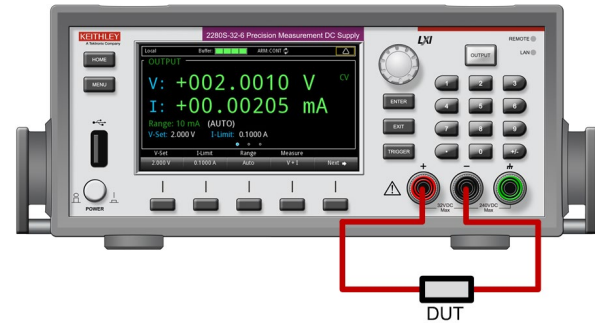 KEITHLEY
A Tektronix Company
2280S-32-6 Precision Measurement DC Supply
LXI
REMOTE
LAN
HOME
MENU
Local Buffer ARM-CONT
OUTPUT
V: +002.0010 V CV
I: +00.00205 mA
Range: 10 mA (AUTO)
V-Set: 2.000 V I-Limit: 0.1000 A
V-Set I-Limit Range Measure
2.000 V 0.1000 A Auto V • I Next
POWER
ENTER
EXIT
TRIGGER
OUTPUT
1 2 3
4 5 6
7 8 9
. 0 +/-
+ −
32VDC Max 240VDC Max
DUT